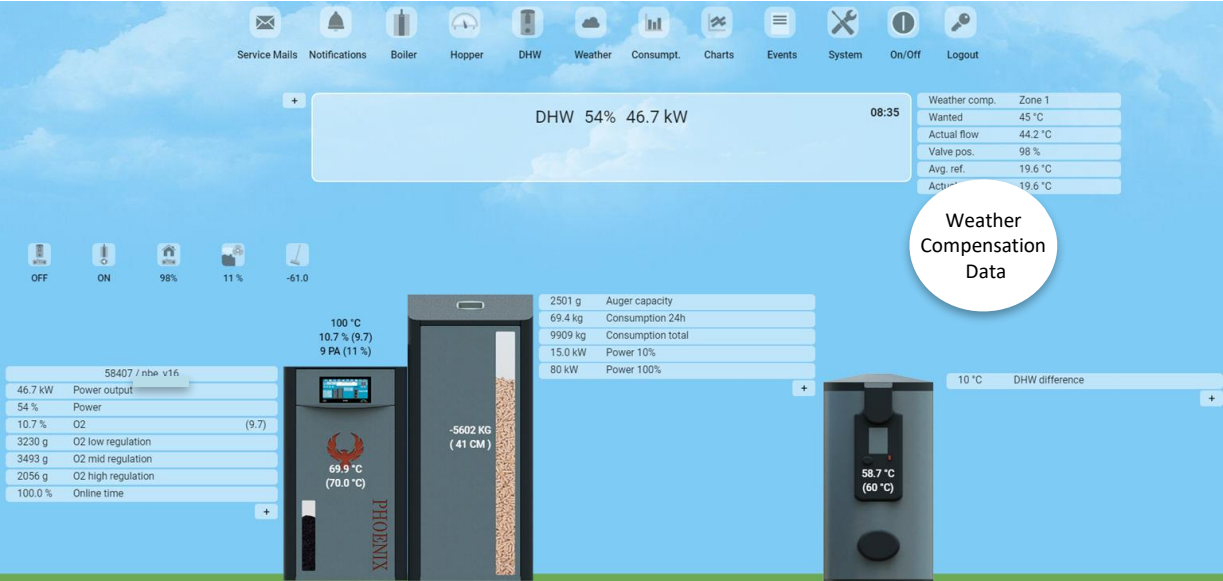 Service Mails Notifications Boiler Hopper DHW Weather Consumpt. Charts Events System On/Off Logout
+
DHW 54% 46.7 kW
08:35
Weather comp. Zone 1
Wanted 45 °C
Actual flow 44.2 °C
Valve pos. 98 %
Avg. ref. 19.6 °C
19.6 °C
Weather
Compensation
Data
OFF ON 98% 11 % -61.0
100 °C
10.7 % (9.7)
9 PA (11 %)
2501 g Auger capacity
69.4 kg Consumption 24h
9909 kg Consumption total
15.0 kW Power 10%
80 kW Power 100%
+
58407 / nbe_v16
46.7 kW Power output
54 % Power
10.7 % O2 (9.7)
3230 g O2 low regulation
3493 g O2 mid regulation
2056 g O2 high regulation
100.0 % Online time
+
69.9 °C
(70.0 °C)
PHOENIX
-5602 KG
( 41 CM )
58.7 °C
(60 °C)
10 °C DHW difference
+